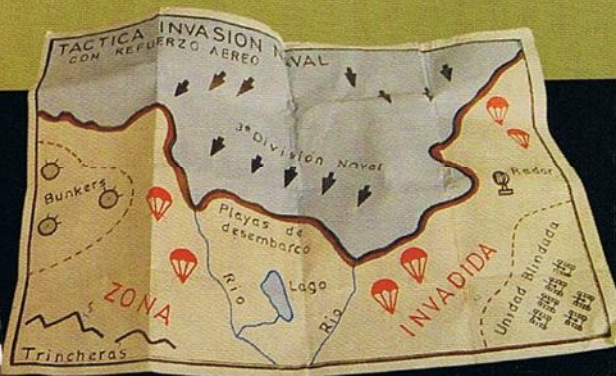 TACTICA INVASION NAVAL
CON REFUERZO AEREO
3ª División Naval
Bunkers
Radar
Playas de
desembarco
Rio
Lago
Rio
ZONA
INVADIDA
Unidad Blindada
Trincheras